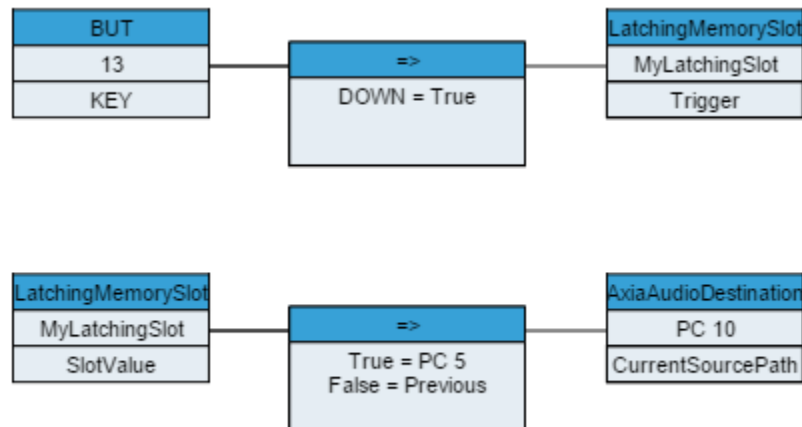 BUT
13
KEY
=>
DOWN = True
LatchingMemorySlot
MyLatchingSlot
Trigger
LatchingMemorySlot
MyLatchingSlot
SlotValue
=>
True = PC 5
False = Previous
AxiaAudioDestination
PC 10
CurrentSourcePath